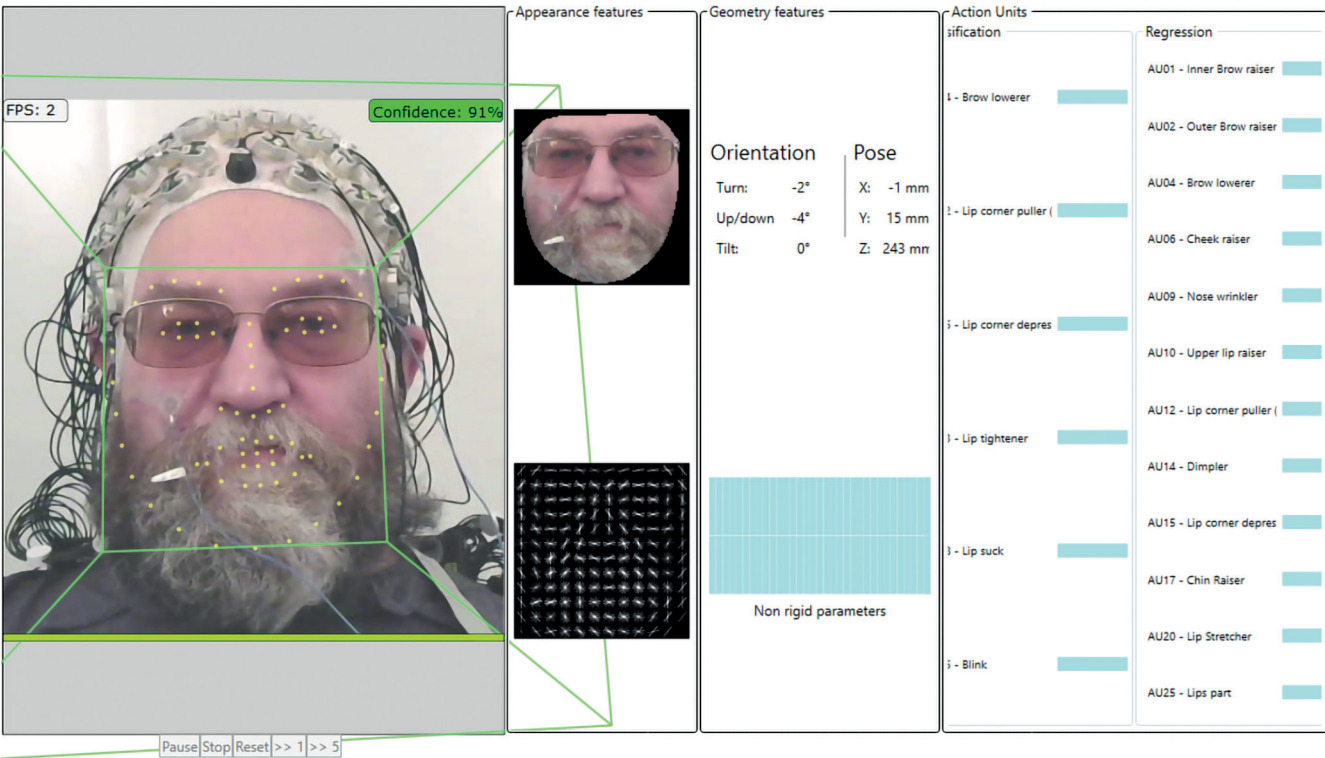 Appearance features
Geometry features
Action Units
sification
Regression
FPS: 2
Confidence: 91%
Orientation
Pose
Turn: -2°
X: -1 mm
Up/down -4°
Y: 15 mm
Tilt: 0°
Z: 243 mm
Non rigid parameters
4 - Brow lowerer
2 - Lip corner puller (
5 - Lip corner depres
3 - Lip tightener
8 - Lip suck
5 - Blink
AU01 - Inner Brow raiser
AU02 - Outer Brow raiser
AU04 - Brow lowerer
AU06 - Cheek raiser
AU09 - Nose wrinkler
AU10 - Upper lip raiser
AU12 - Lip corner puller (
AU14 - Dimpler
AU15 - Lip corner depres
AU17 - Chin Raiser
AU20 - Lip Stretcher
AU25 - Lips part
Pause Stop Reset >> 1 >> 5